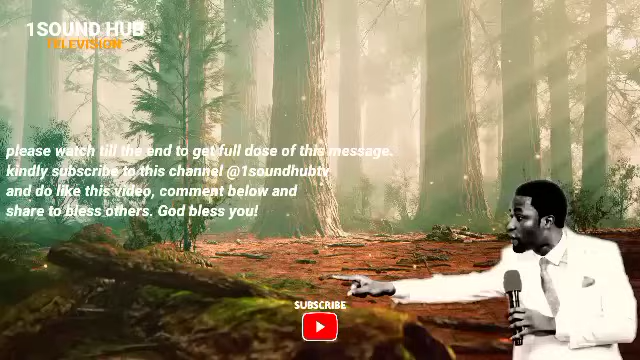 1SOUND HUB
TELEVISION
please watch till the end to get full dose of this message.
kindly subscribe to this channel @1soundhubtv
and do like this video, comment below and
share to bless others. God bless you!
SUBSCRIBE